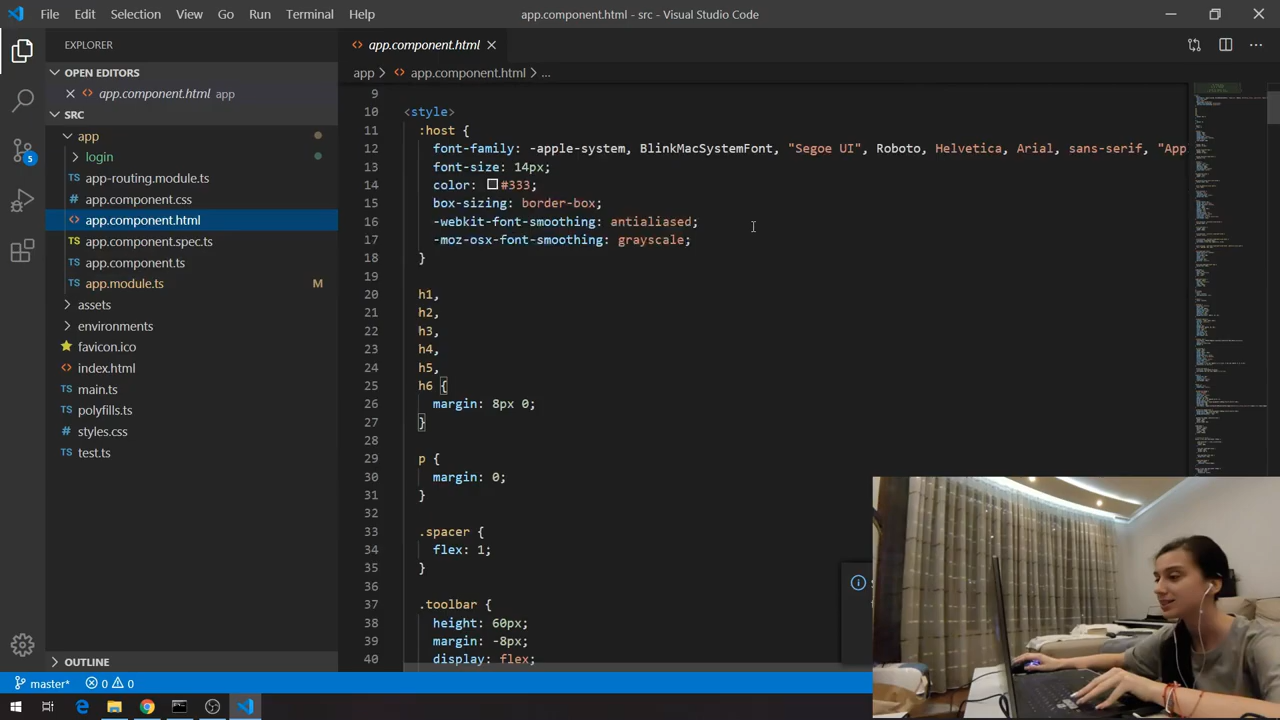 File Edit Selection View Go Run Terminal Help
app.component.html - src - Visual Studio Code
EXPLORER
OPEN EDITORS
app.component.html app
SRC
app
login
app-routing.module.ts
app.component.css
app.component.html
app.component.spec.ts
app.component.ts
app.module.ts M
assets
environments
favicon.ico
index.html
main.ts
polyfills.ts
styles.css
test.ts
OUTLINE
app.component.html
app > app.component.html > ...
9
10 <style>
11 :host {
12 font-family: -apple-system, BlinkMacSystemFont, "Segoe UI", Roboto, Helvetica, Arial, sans-serif, "App
13 font-size: 14px;
14 color: #333;
15 box-sizing: border-box;
16 -webkit-font-smoothing: antialiased;
17 -moz-osx-font-smoothing: grayscale;
18 }
19
20 h1,
21 h2,
22 h3,
23 h4,
24 h5,
25 h6 {
26 margin: 8px 0;
27 }
28
29 p {
30 margin: 0;
31 }
32
33 .spacer {
34 flex: 1;
35 }
36
37 .toolbar {
38 height: 60px;
39 margin: -8px;
40 display: flex;
5
master* 0 0